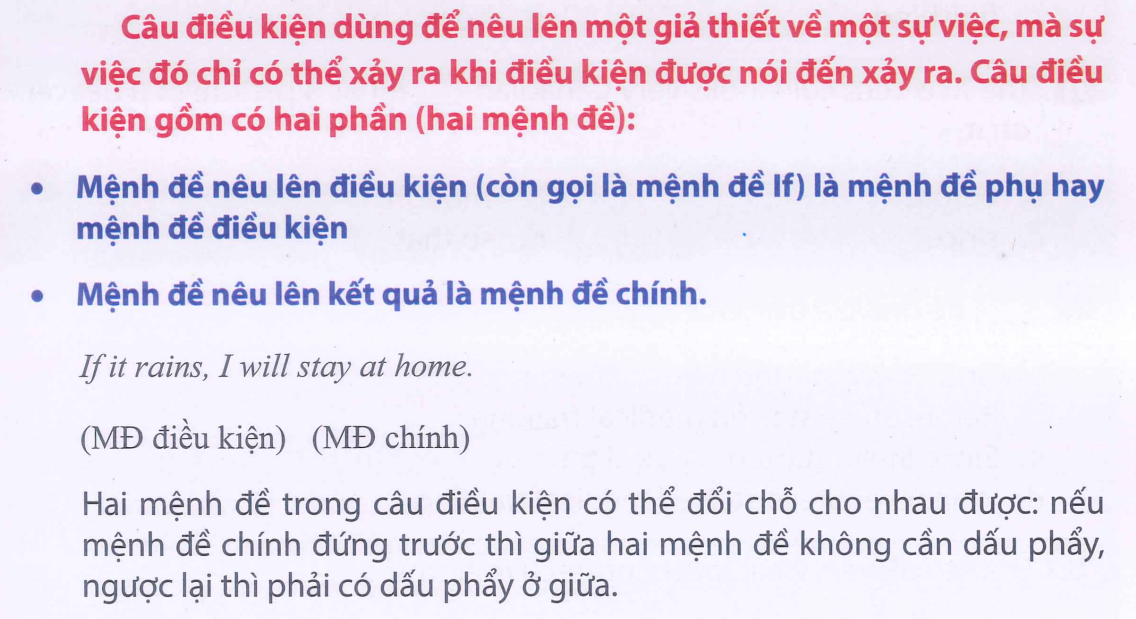 Câu điều kiện dùng để nêu lên một giả thiết về một sự việc, mà sự
việc đó chỉ có thể xảy ra khi điều kiện được nói đến xảy ra. Câu điều
kiện gồm có hai phần (hai mệnh đề):
• Mệnh đề nêu lên điều kiện (còn gọi là mệnh đề If) là mệnh đề phụ hay
mệnh đề điều kiện
• Mệnh đề nêu lên kết quả là mệnh đề chính.
If it rains, I will stay at home.
(MĐ điều kiện) (MĐ chính)
Hai mệnh đề trong câu điều kiện có thể đổi chỗ cho nhau được: nếu
mệnh đề chính đứng trước thì giữa hai mệnh đề không cần dấu phẩy,
ngược lại thì phải có dấu phẩy ở giữa.